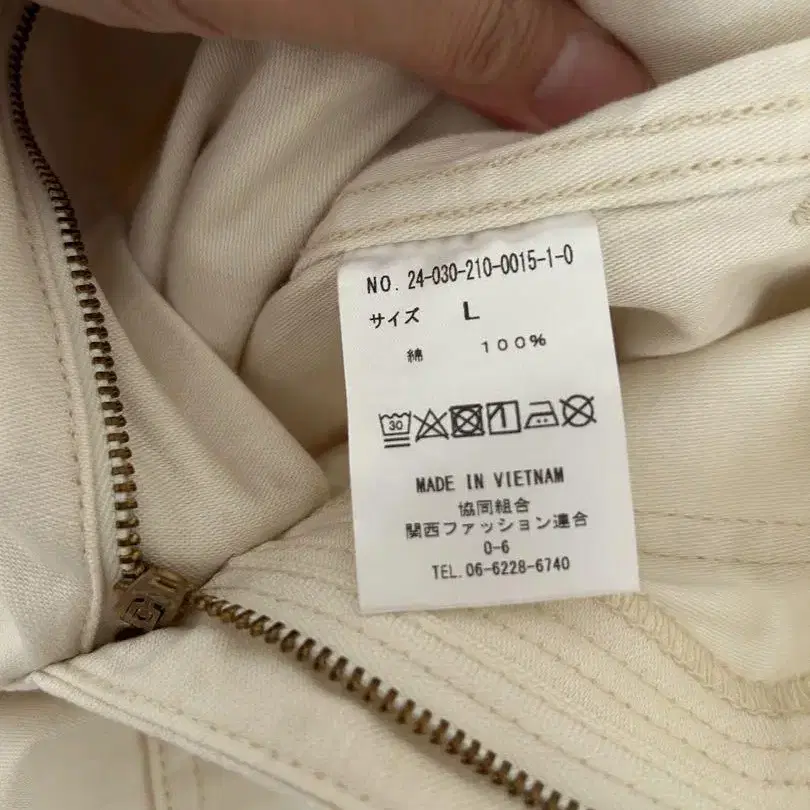 NO. 24-030-210-0015-1-0
サイズ L
綿 100%
30
MADE IN VIETNAM
協同組合
関西ファッション連合
0-6
TEL. 06-6228-6740